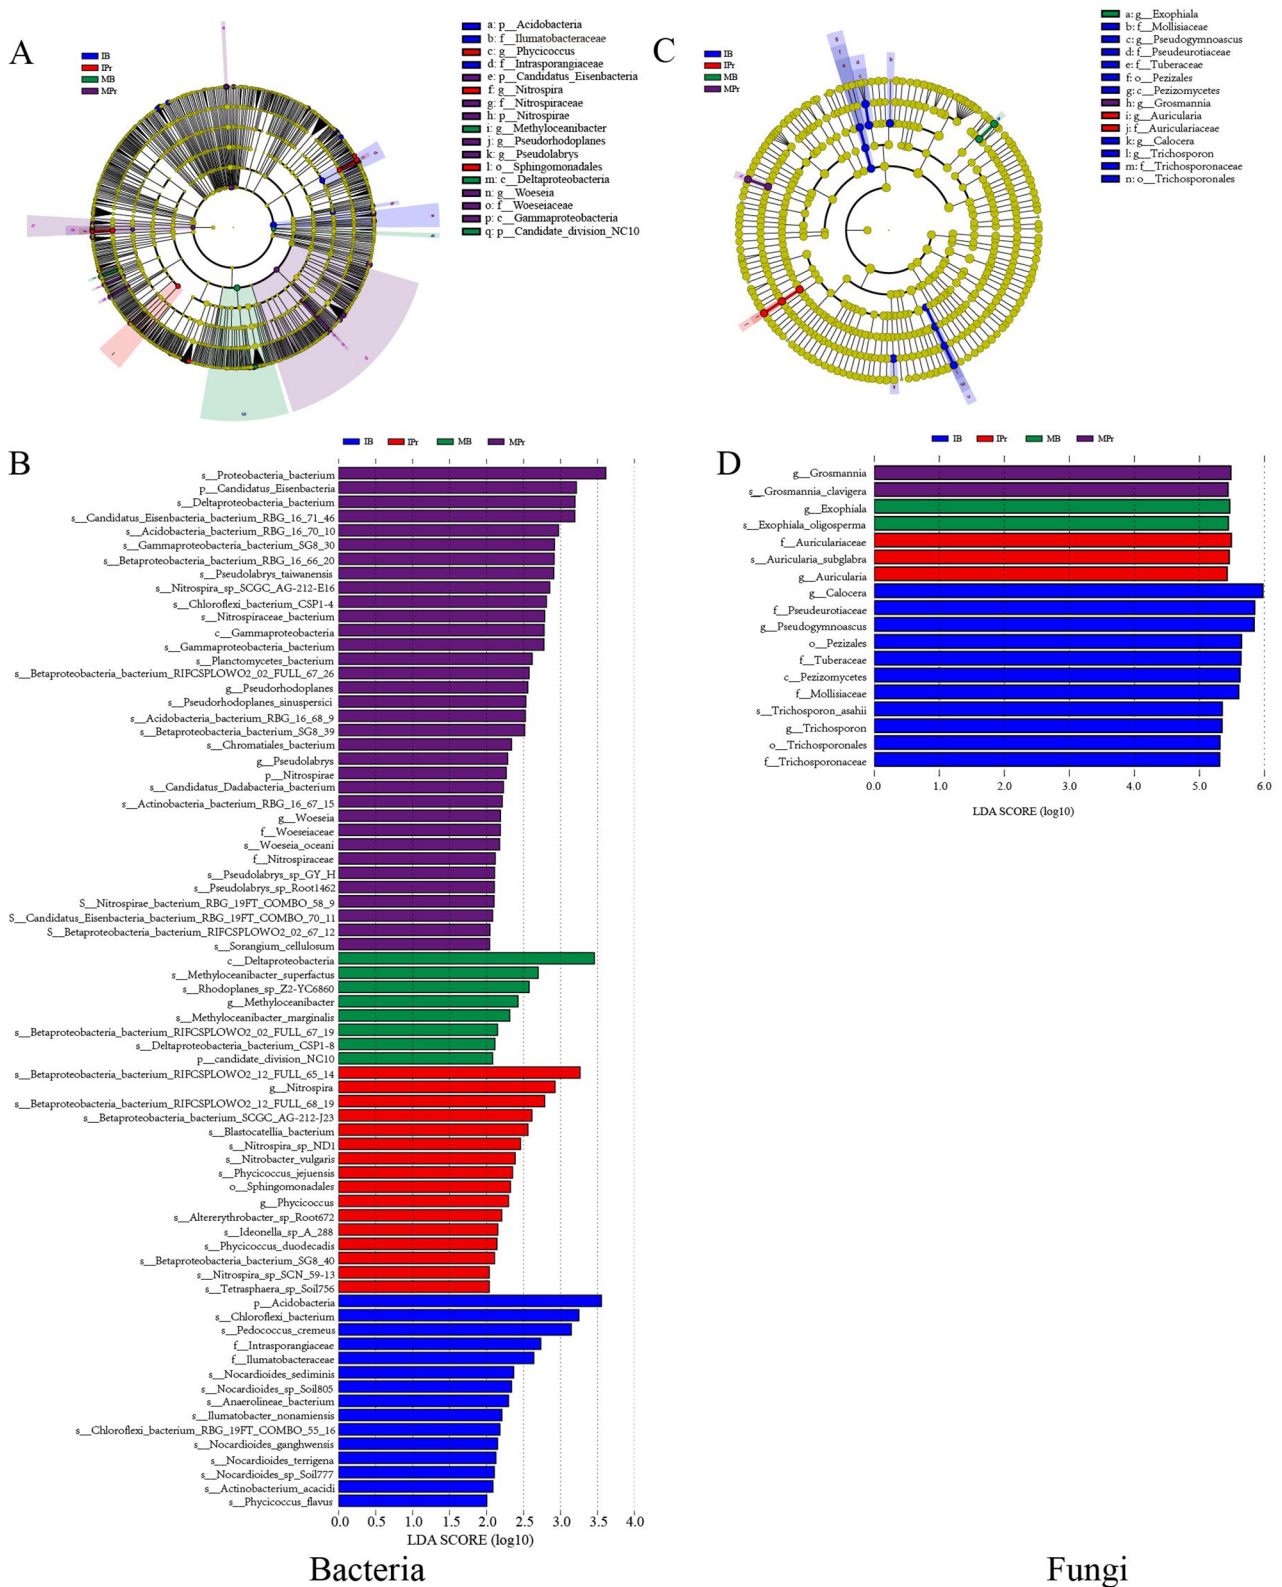 A
IB
IPr
MB
MPr
a: p__Acidobacteria
b: f__Ilumatobacteraceae
c: g__Phycicoccus
d: f__Intrasporangiaceae
e: p__Candidatus_Eisenbacteria
f: g__Nitrospira
g: f__Nitrospiraceae
h: p__Nitrospirae
i: g__Methyloceanibacter
j: g__Pseudorhodoplanes
k: g__Pseudolabrys
l: o__Sphingomonadales
m: c__Deltaproteobacteria
n: g__Woeseia
o: f__Woeseiaceae
p: c__Gammaproteobacteria
q: p__Candidate_division_NC10
C
IB
IPr
MB
MPr
a: g__Exophiala
b: f__Mollisiaceae
c: g__Pseudogymnoascus
d: f__Pseudeurotiaceae
e: f__Tuberaceae
f: o__Pezizales
g: c__Pezizomycetes
h: g__Grosmannia
i: g__Auricularia
j: f__Auriculariaceae
k: g__Calocera
l: g__Trichosporon
m: f__Trichosporonaceae
n: o__Trichosporonales
B
IB IPr MB MPr
s__Proteobacteria_bacterium
p__Candidatus_Eisenbacteria
s__Deltaproteobacteria_bacterium
s__Candidatus_Eisenbacteria_bacterium_RBG_16_71_46
s__Acidobacteria_bacterium_RBG_16_70_10
s__Gammaproteobacteria_bacterium_SG8_30
s__Betaproteobacteria_bacterium_RBG_16_66_20
s__Pseudolabrys_taiwanensis
s__Nitrospira_sp_SCGC_AG-212-E16
s__Chloroflexi_bacterium_CSP1-4
s__Nitrospiraceae_bacterium
c__Gammaproteobacteria
s__Gammaproteobacteria_bacterium
s__Planctomycetes_bacterium
s__Betaproteobacteria_bacterium_RIFCSPLOWO2_02_FULL_67_26
g__Pseudorhodoplanes
s__Pseudorhodoplanes_sinuspersici
s__Acidobacteria_bacterium_RBG_16_68_9
s__Betaproteobacteria_bacterium_SG8_39
s__Chromatiales_bacterium
g__Pseudolabrys
p__Nitrospirae
s__Candidatus_Dadabacteria_bacterium
s__Actinobacteria_bacterium_RBG_16_67_15
g__Woeseia
f__Woeseiaceae
s__Woeseia_oceani
f__Nitrospiraceae
s__Pseudolabrys_sp_GY_H
s__Pseudolabrys_sp_Root1462
S__Nitrospirae_bacterium_RBG_19FT_COMBO_58_9
S__Candidatus_Eisenbacteria_bacterium_RBG_19FT_COMBO_70_11
S__Betaproteobacteria_bacterium_RIFCSPLOWO2_02_67_12
s__Sorangium_cellulosum
c__Deltaproteobacteria
s__Methyloceanibacter_superfactus
s__Rhodoplanes_sp_Z2-YC6860
g__Methyloceanibacter
s__Methyloceanibacter_marginalis
s__Betaproteobacteria_bacterium_RIFCSPLOWO2_02_FULL_67_19
s__Deltaproteobacteria_bacterium_CSP1-8
p__candidate_division_NC10
s__Betaproteobacteria_bacterium_RIFCSPLOWO2_12_FULL_65_14
g__Nitrospira
s__Betaproteobacteria_bacterium_RIFCSPLOWO2_12_FULL_68_19
s__Betaproteobacteria_bacterium_SCGC_AG-212-J23
s__Blastocatellia_bacterium
s__Nitrospira_sp_ND1
s__Nitrobacter_vulgaris
s__Phycicoccus_jejuensis
o__Sphingomonadales
g__Phycicoccus
s__Altererythrobacter_sp_Root672
s__Ideonella_sp_A_288
s__Phycicoccus_duodecadis
s__Betaproteobacteria_bacterium_SG8_40
s__Nitrospira_sp_SCN_59-13
s__Tetrasphaera_sp_Soil756
p__Acidobacteria
s__Chloroflexi_bacterium
s__Pedococcus_cremeus
f__Intrasporangiaceae
f__Ilumatobacteraceae
s__Nocardioides_sediminis
s__Nocardioides_sp_Soil805
s__Anaerolineae_bacterium
s__Ilumatobacter_nonamiensis
s__Chloroflexi_bacterium_RBG_19FT_COMBO_55_16
s__Nocardioides_ganghwensis
s__Nocardioides_terrigena
s__Nocardioides_sp_Soil777
s__Actinobacterium_acacidi
s__Phycicoccus_flavus
0.0 0.5 1.0 1.5 2.0 2.5 3.0 3.5 4.0
LDA SCORE (log10)
Bacteria
D
IB IPr MB MPr
g__Grosmannia
s__Grosmannia_clavigera
g__Exophiala
s__Exophiala_oligosperma
f__Auriculariaceae
s__Auricularia_subglabra
g__Auricularia
g__Calocera
f__Pseudeurotiaceae
g__Pseudogymnoascus
o__Pezizales
f__Tuberaceae
c__Pezizomycetes
f__Mollisiaceae
s__Trichosporon_asahii
g__Trichosporon
o__Trichosporonales
f__Trichosporonaceae
0.0 1.0 2.0 3.0 4.0 5.0 6.0
LDA SCORE (log10)
Fungi